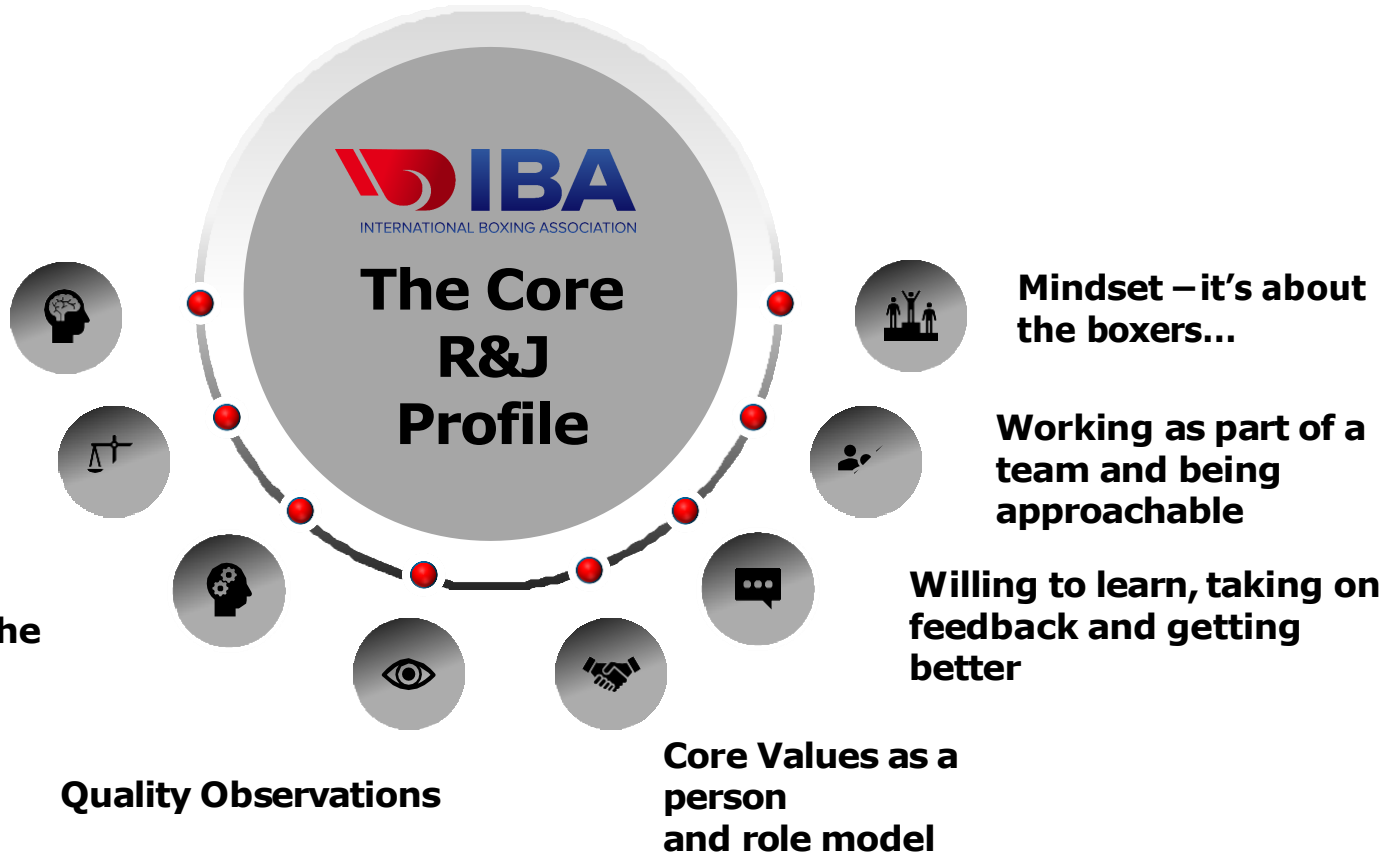 IBA
INTERNATIONAL BOXING ASSOCIATION
The Core
R&J
Profile
Mindset – it’s about
the boxers...
Working as part of a
team and being
approachable
Willing to learn, taking on
feedback and getting
better
he
Quality Observations
Core Values as a
person
and role model